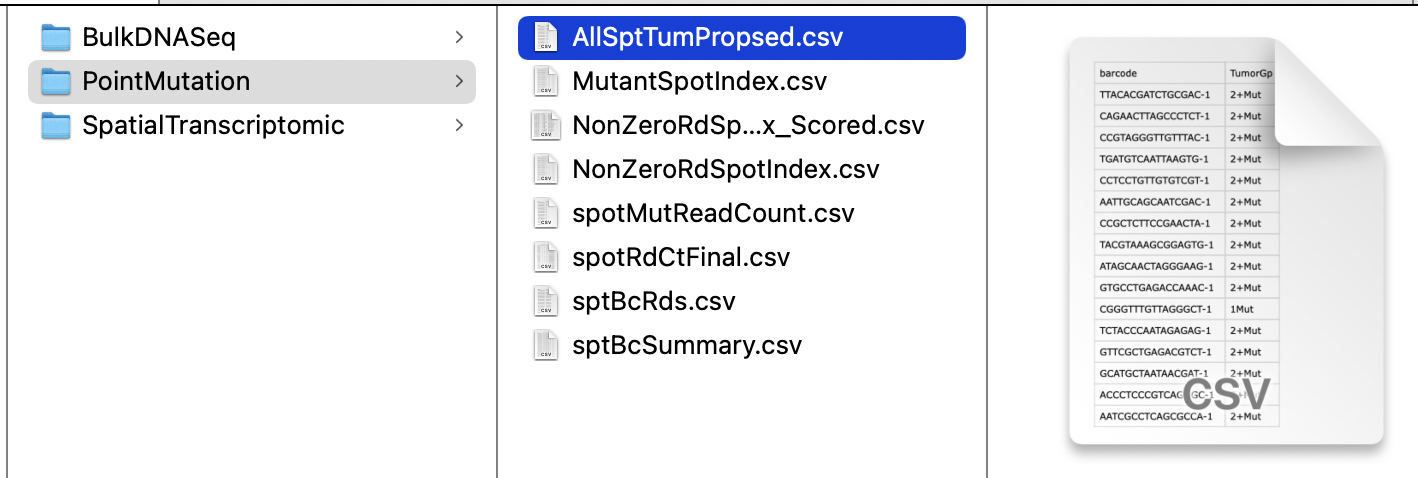 BulkDNASeq
PointMutation
SpatialTranscriptomic
AllSptTumPropsed.csv
MutantSpotIndex.csv
NonZeroRdSp...x_Scored.csv
NonZeroRdSpotIndex.csv
spotMutReadCount.csv
spotRdCtFinal.csv
sptBcRds.csv
sptBcSummary.csv
barcode TumorGp
TTACACGATCTGCGAC-1 2+Mut
CAGAACTTAGCCCTCT-1 2+Mut
CCGTAGGGTTGTTTAC-1 2+Mut
TGATGTCAATTAAGTG-1 2+Mut
CCTCCTGTTGTGTCGT-1 2+Mut
AATTGCAGCAATCGAC-1 2+Mut
CCGCTCTTCCGAACTA-1 2+Mut
TACGTAAAGCGGAGTG-1 2+Mut
ATAGCAACTAGGGAAG-1 2+Mut
GTGCCTGAGACCAAAC-1 2+Mut
CGGGTTTGTTAGGGCT-1 1Mut
TCTACCCAATAGAGAG-1 2+Mut
GTTCGCTGAGACGTCT-1 2+Mut
GCATGCTAATAACGAT-1 2+Mut
AATCGCCTCAGCGCCA-1 2+Mut
CSV